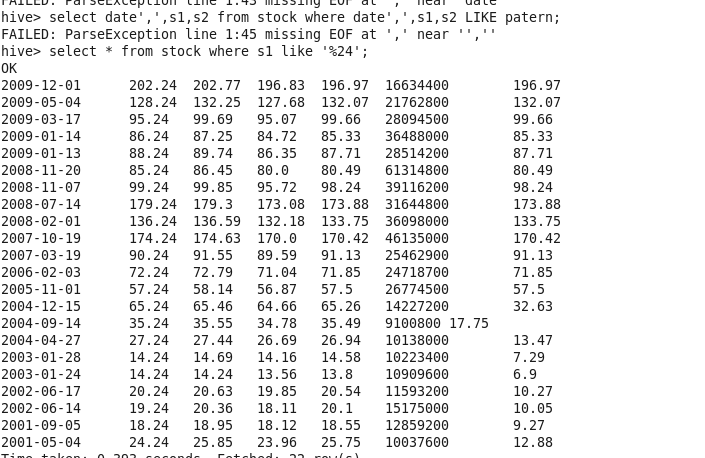 FAILED: ParseException line 1:43 missing EOF at ',' near 'date'
hive> select date',',s1,s2 from stock where date',',s1,s2 LIKE patern;
FAILED: ParseException line 1:45 missing EOF at ',' near '',''
hive> select * from stock where s1 like '%24';
OK
2009-12-01 202.24 202.77 196.83 196.97 16634400 196.97
2009-05-04 128.24 132.25 127.68 132.07 21762800 132.07
2009-03-17 95.24 99.69 95.07 99.66 28094500 99.66
2009-01-14 86.24 87.25 84.72 85.33 36488000 85.33
2009-01-13 88.24 89.74 86.35 87.71 28514200 87.71
2008-11-20 85.24 86.45 80.0 80.49 61314800 80.49
2008-11-07 99.24 99.85 95.72 98.24 39116200 98.24
2008-07-14 179.24 179.3 173.08 173.88 31644800 173.88
2008-02-01 136.24 136.59 132.18 133.75 36098000 133.75
2007-10-19 174.24 174.63 170.0 170.42 46135000 170.42
2007-03-19 90.24 91.55 89.59 91.13 25462900 91.13
2006-02-03 72.24 72.79 71.04 71.85 24718700 71.85
2005-11-01 57.24 58.14 56.87 57.5 26774500 57.5
2004-12-15 65.24 65.46 64.66 65.26 14227200 32.63
2004-09-14 35.24 35.55 34.78 35.49 9100800 17.75
2004-04-27 27.24 27.44 26.69 26.94 10138000 13.47
2003-01-28 14.24 14.69 14.16 14.58 10223400 7.29
2003-01-24 14.24 14.24 13.56 13.8 10909600 6.9
2002-06-17 20.24 20.63 19.85 20.54 11593200 10.27
2002-06-14 19.24 20.36 18.11 20.1 15175000 10.05
2001-09-05 18.24 18.95 18.12 18.55 12859200 9.27
2001-05-04 24.24 25.85 23.96 25.75 10037600 12.88
Time taken: 0.393 seconds, Fetched: 22 row(s)